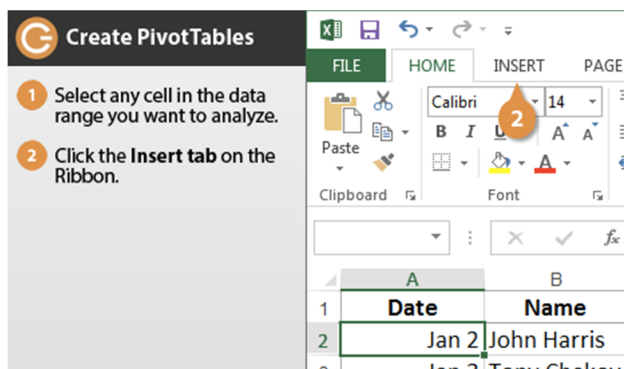 Create PivotTables
1 Select any cell in the data
range you want to analyze.
2 Click the Insert tab on the
Ribbon.
FILE HOME INSERT PAGE
Calibri 14
B I U A A
2
Paste
A
Clipboard Font
fx
A B
1 Date Name
2 Jan 2 John Harris